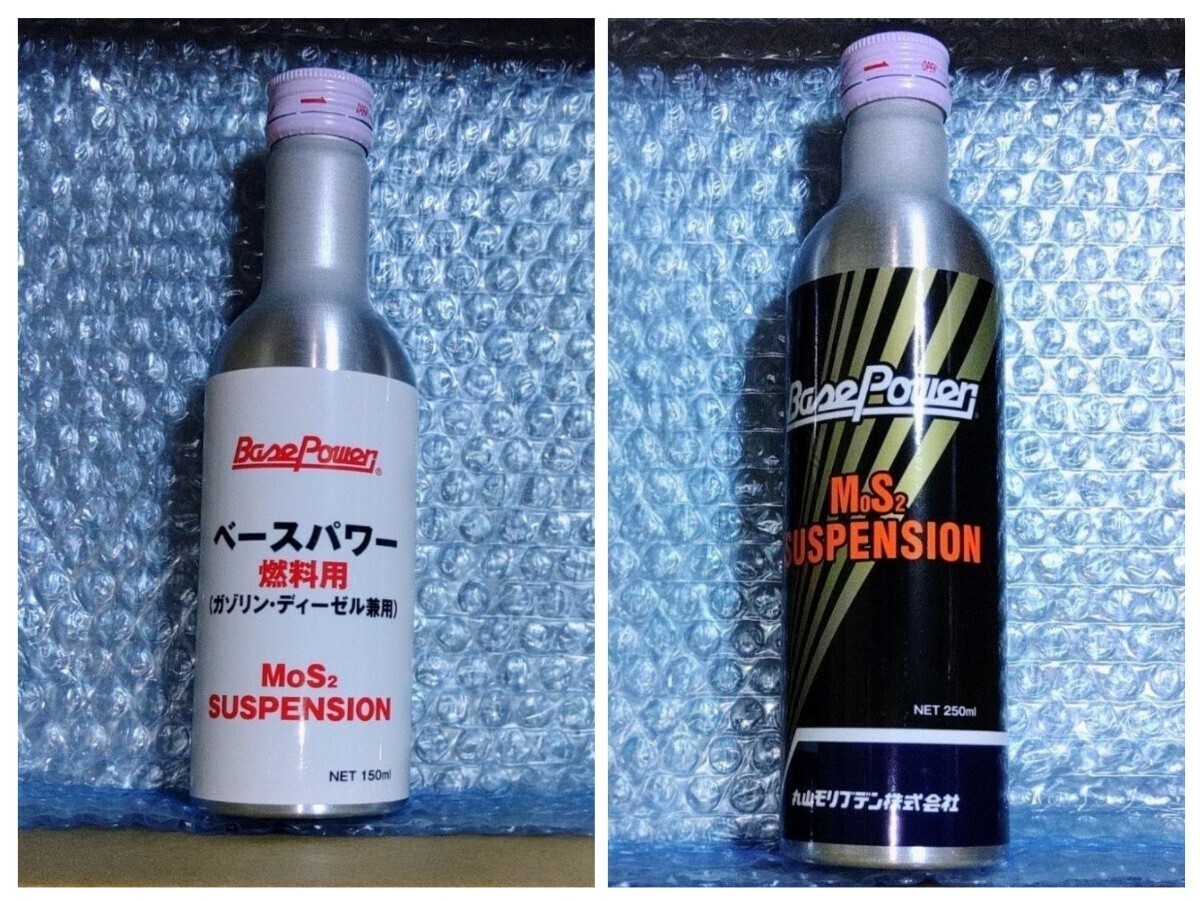 OPEN
BasePower
®
ベースパワー
燃料用
(ガソリン・ディーゼル兼用)
MoS₂
SUSPENSION
NET 150ml
OPEN
BasePower
MoS₂
SUSPENSION
NET 250ml
丸山モリブデン株式会社